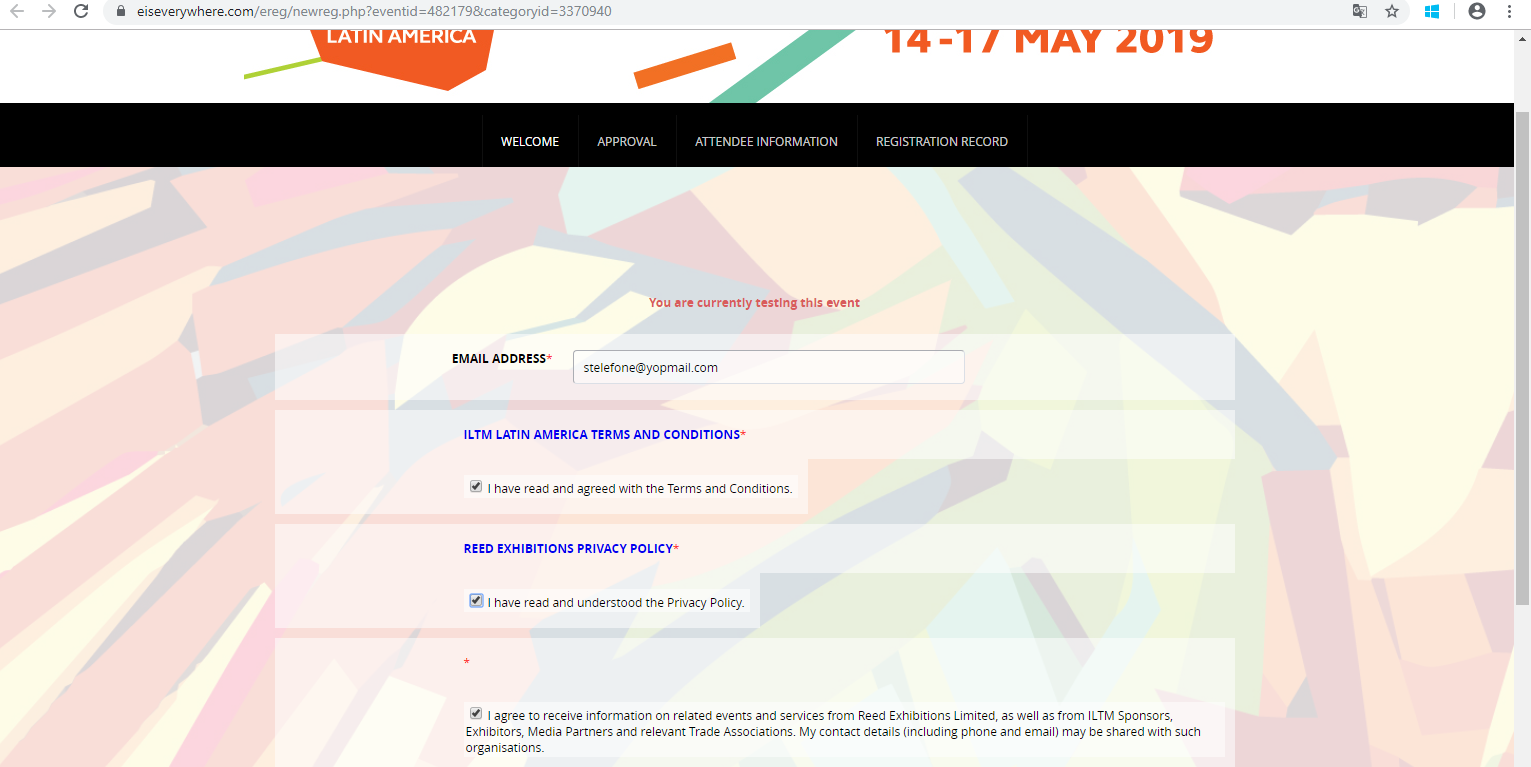 eiseverywhere.com/ereg/newreg.php?eventid=482179&categoryid=3370940
LATIN AMERICA
14 -17 MAY 2019
WELCOME
APPROVAL
ATTENDEE INFORMATION
REGISTRATION RECORD
You are currently testing this event
EMAIL ADDRESS*
stelefone@yopmail.com
ILTM LATIN AMERICA TERMS AND CONDITIONS*
I have read and agreed with the Terms and Conditions.
REED EXHIBITIONS PRIVACY POLICY*
I have read and understood the Privacy Policy.
*
I agree to receive information on related events and services from Reed Exhibitions Limited, as well as from ILTM Sponsors,
Exhibitors, Media Partners and relevant Trade Associations. My contact details (including phone and email) may be shared with such
organisations.